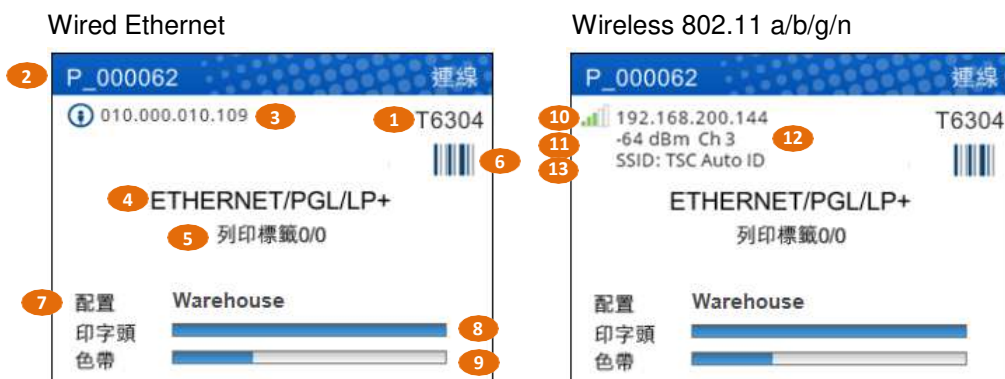 Wired Ethernet
2 P_000062 連線
3 010.000.010.109 1 T6304
6
4 ETHERNET/PGL/LP+
5 列印標籤0/0
7 配置 Warehouse
印字頭 8
色帶 9
Wireless 802.11 a/b/g/n
P_000062 連線
10 192.168.200.144 T6304
11 -64 dBm Ch 3 12
13 SSID: TSC Auto ID
ETHERNET/PGL/LP+
列印標籤0/0
配置 Warehouse
印字頭
色帶